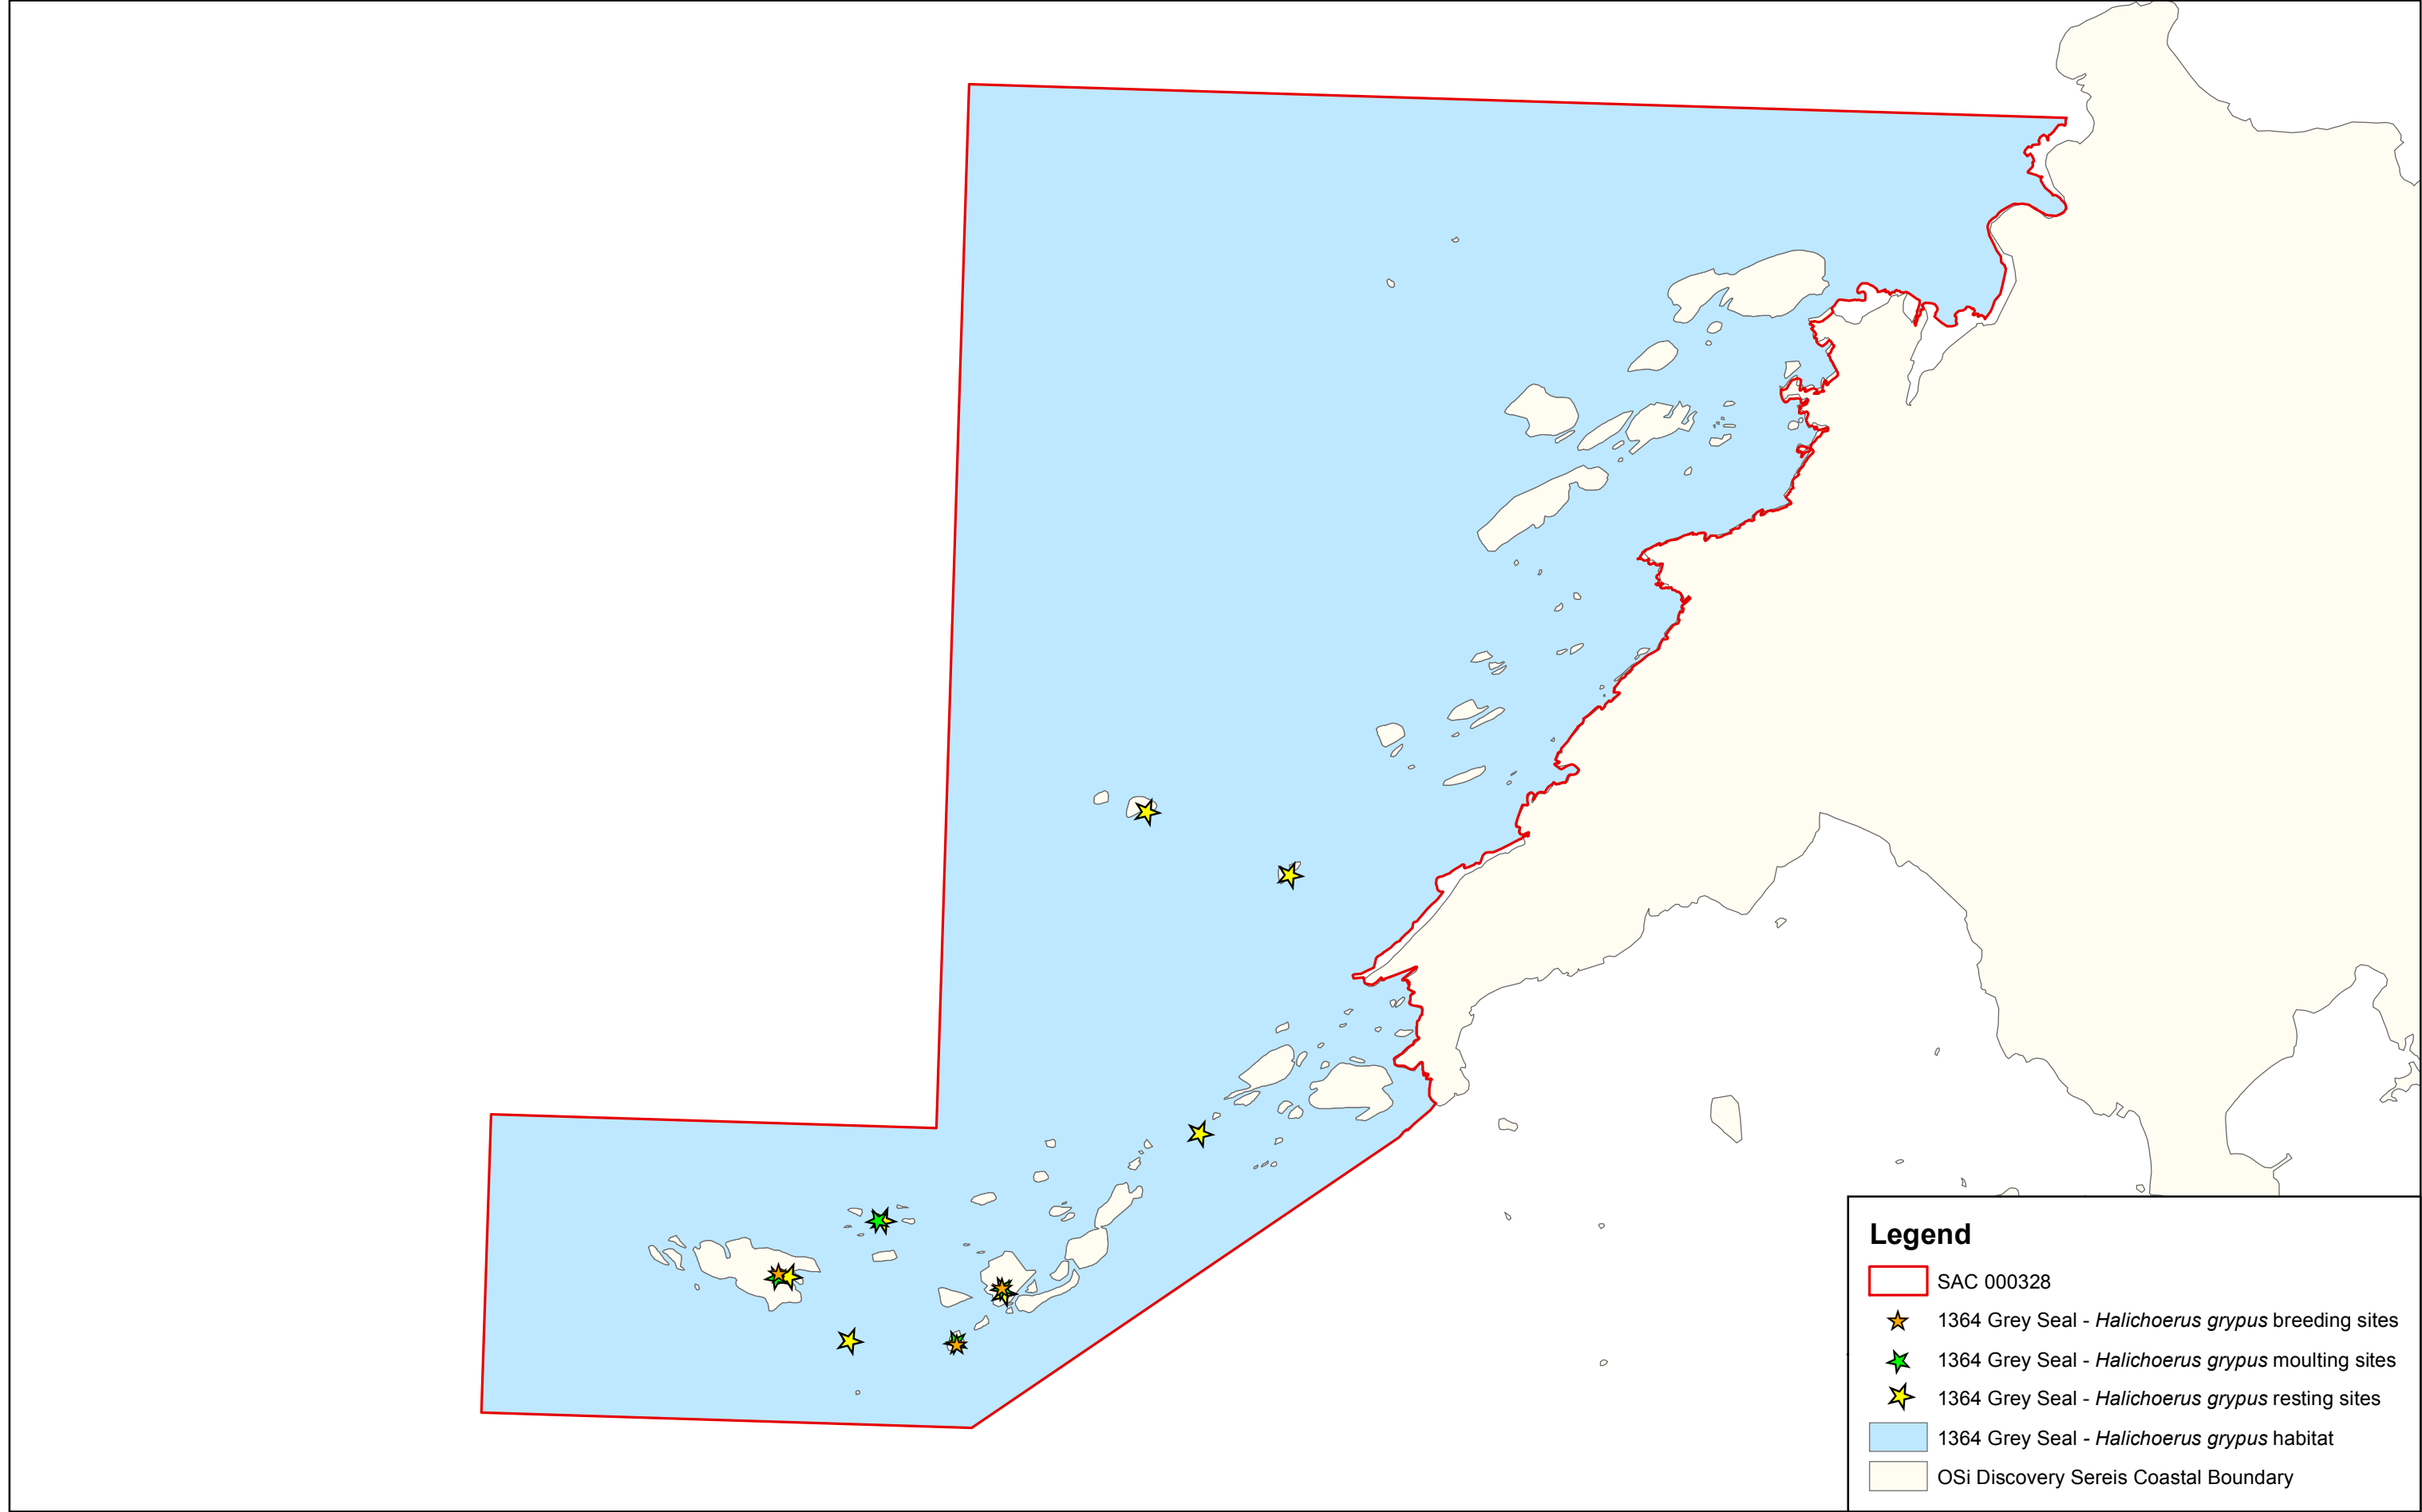 Legend
SAC 000328
1364 Grey Seal - Halichoerus grypus breeding sites
1364 Grey Seal - Halichoerus grypus moulting sites
1364 Grey Seal - Halichoerus grypus resting sites
1364 Grey Seal - Halichoerus grypus habitat
OSi Discovery Sereis Coastal Boundary